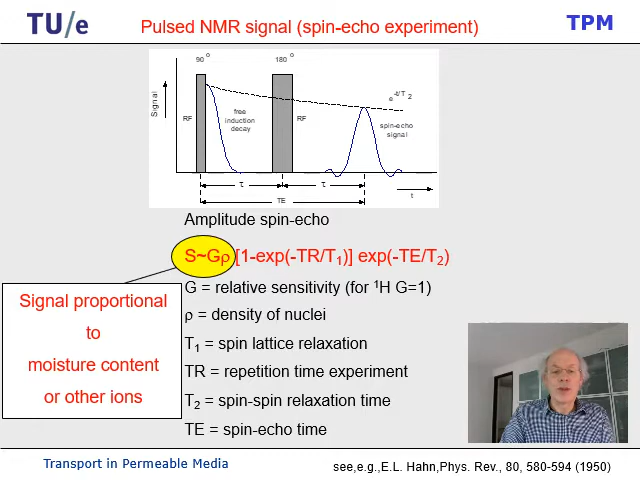 TU/e
Pulsed NMR signal (spin-echo experiment)
TPM
90°
180°
Signal
RF
free
induction
decay
RF
e-t/T2
spin-echo
signal
τ
τ
TE
t
Amplitude spin-echo
S~Gρ [1-exp(-TR/T1)] exp(-TE/T2)
Signal proportional
to
moisture content
or other ions
G = relative sensitivity (for 1H G=1)
ρ = density of nuclei
T1 = spin lattice relaxation
TR = repetition time experiment
T2 = spin-spin relaxation time
TE = spin-echo time
Transport in Permeable Media
see,e.g.,E.L. Hahn,Phys. Rev., 80, 580-594 (1950)